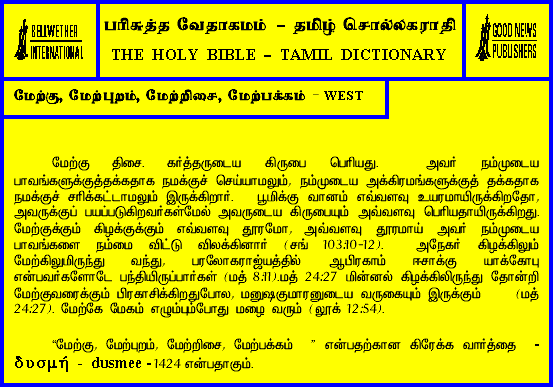 BELLWETHER
INTERNATIONAL
பரிசுத்த வேதாகமம் – தமிழ் சொல்லகராதி
THE HOLY BIBLE – TAMIL DICTIONARY
GOOD NEWS
PUBLISHERS
மேற்கு, மேற்புறம், மேற்றிசை, மேற்பக்கம் – WEST
மேற்கு திசை. கர்த்தருடைய கிருபை பெரியது. அவர் நம்முடைய
பாவங்களுக்குத்தக்கதாக நமக்குச் செய்யாமலும், நம்முடைய அக்கிரமங்களுக்குத் தக்கதாக
நமக்குச் சரிக்கட்டாமலும் இருக்கிறார். பூமிக்கு வானம் எவ்வளவு உயரமாயிருக்கிறதோ,
அவருக்குப் பயப்படுகிறவர்கள்மேல் அவருடைய கிருபையும் அவ்வளவு பெரியதாயிருக்கிறது.
மேற்குக்கும் கிழக்குக்கும் எவ்வளவு தூரமோ, அவ்வளவு தூரமாய் அவர் நம்முடைய
பாவங்களை நம்மை விட்டு விலக்கினார் (சங் 103:10-12). அநேகர் கிழக்கிலும்
மேற்கிலுமிருந்து வந்து, பரலோகராஜ்யத்தில் ஆபிரகாம் ஈசாக்கு யாக்கோபு
என்பவர்களோடே பந்தியிருப்பார்கள் (மத் 8:11).மத் 24:27 மின்னல் கிழக்கிலிருந்து தோன்றி
மேற்குவரைக்கும் பிரகாசிக்கிறதுபோல, மனுஷகுமாரனுடைய வருகையும் இருக்கும் (மத்
24:27). மேற்கே மேகம் எழும்பும்போது மழை வரும் (லூக் 12:54).
“மேற்கு, மேற்புறம், மேற்றிசை, மேற்பக்கம் ” என்பதற்கான கிரேக்க வார்த்தை -
δυσμή - dusmee -1424 என்பதாகும்.